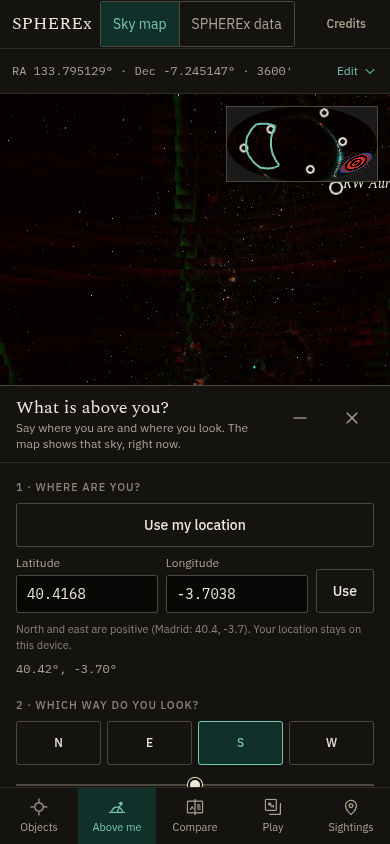 SPHEREx
Sky map
SPHEREx data
Credits
RA 133.795129° · Dec -7.245147° · 3600′
Edit
RW Aur
What is above you?
Say where you are and where you look. The
map shows that sky, right now.
1 · WHERE ARE YOU?
Use my location
Latitude
Longitude
40.4168
-3.7038
Use
North and east are positive (Madrid: 40.4, -3.7). Your location stays on
this device.
40.42°, -3.70°
2 · WHICH WAY DO YOU LOOK?
N
E
S
W
Objects
Above me
Compare
Play
Sightings